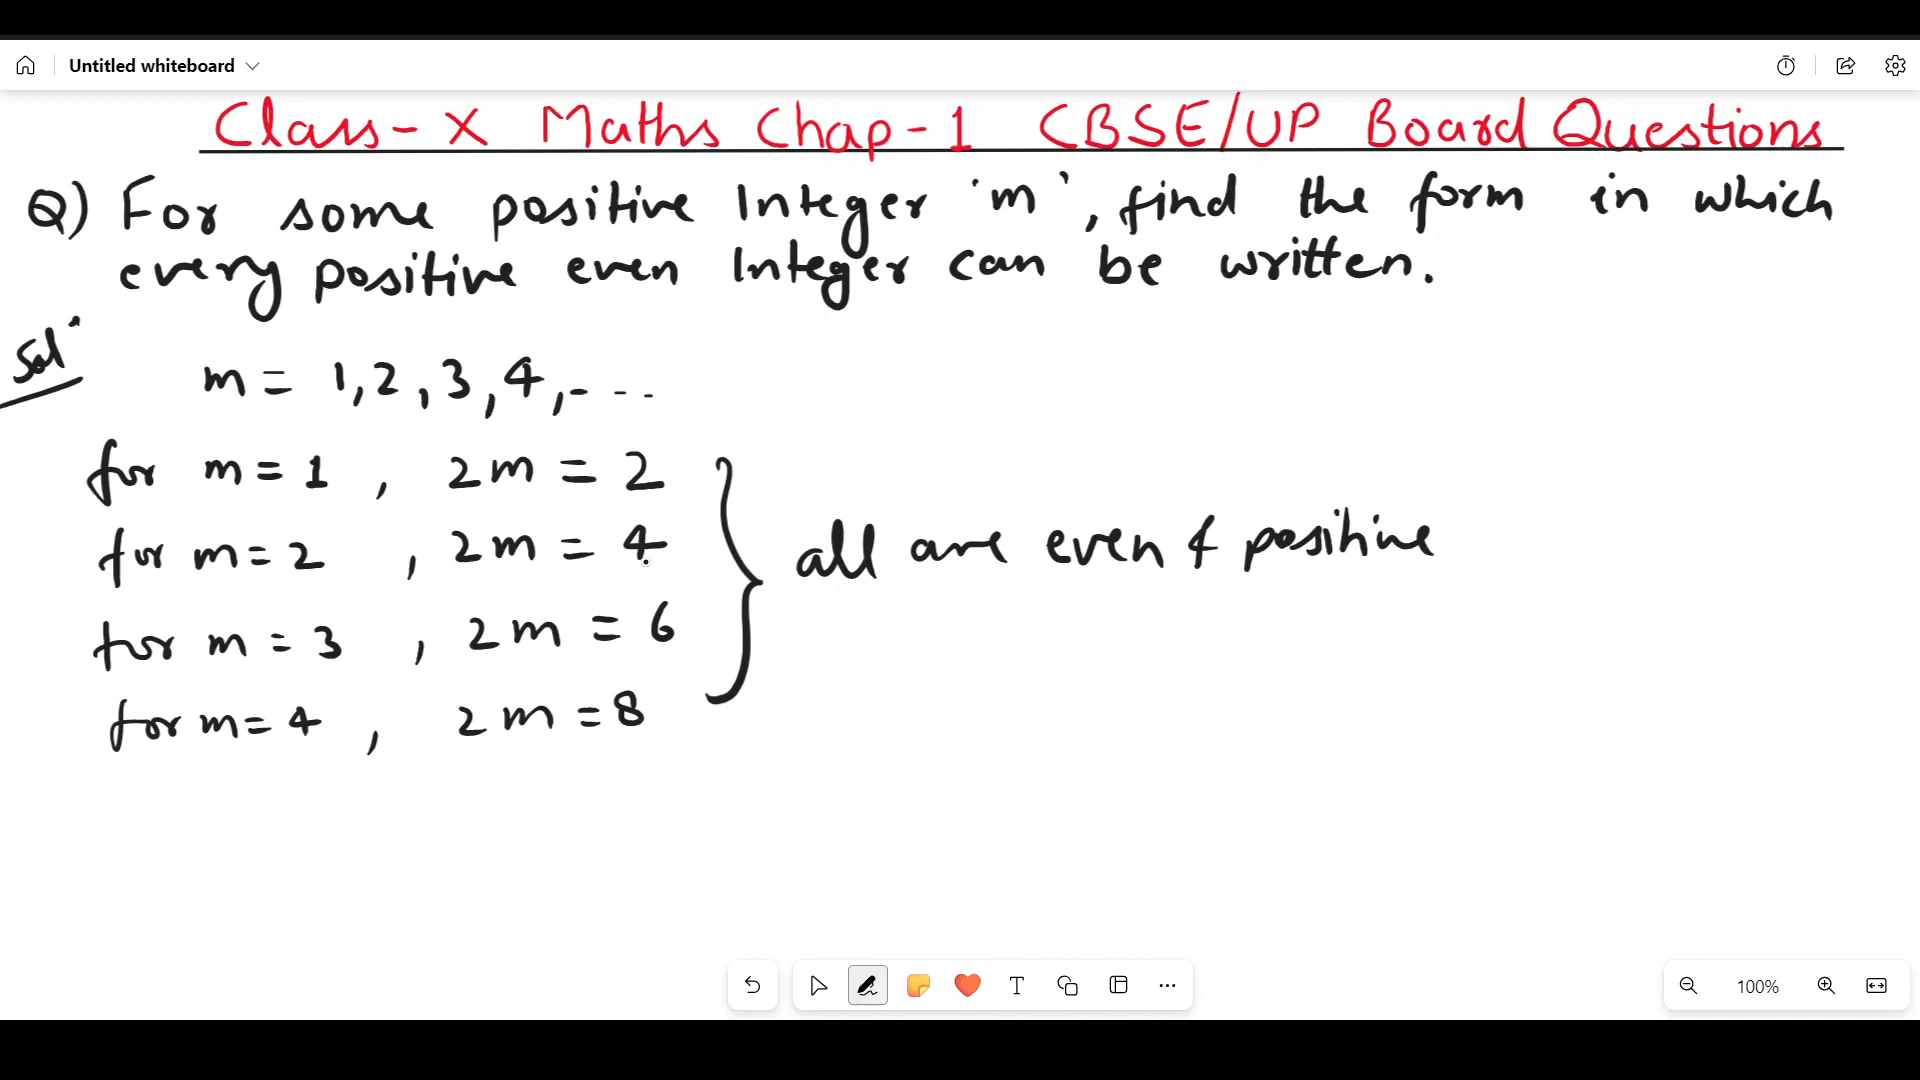 Untitled whiteboard
Class-X Maths Chap-1 CBSE/UP Board Questions
Q) For some positive Integer 'm', find the form in which
every positive even Integer can be written.
Sol.
m = 1,2,3,4,- - -
for m=1, 2m = 2
for m=2, 2m = 4
for m=3, 2m = 6
for m=4, 2m = 8
all are even & positive
T
100%